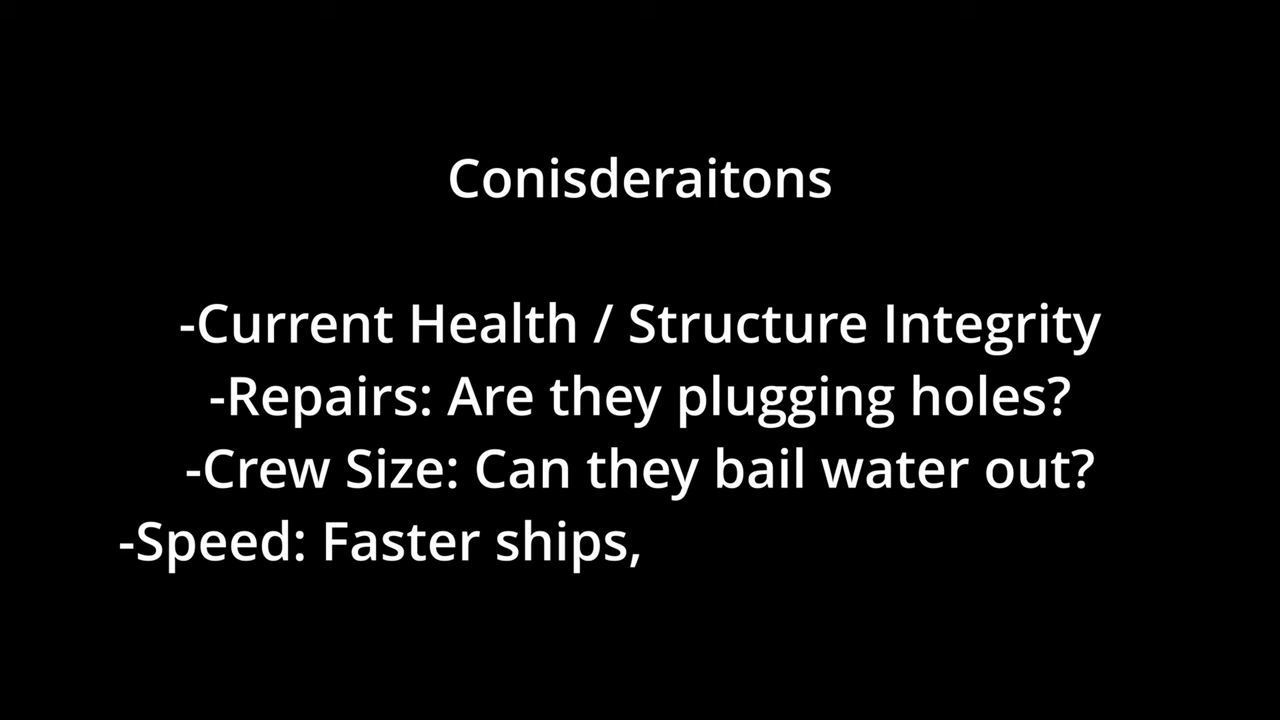 Conisderaitons
-Current Health / Structure Integrity
-Repairs: Are they plugging holes?
-Crew Size: Can they bail water out?
-Speed: Faster ships,